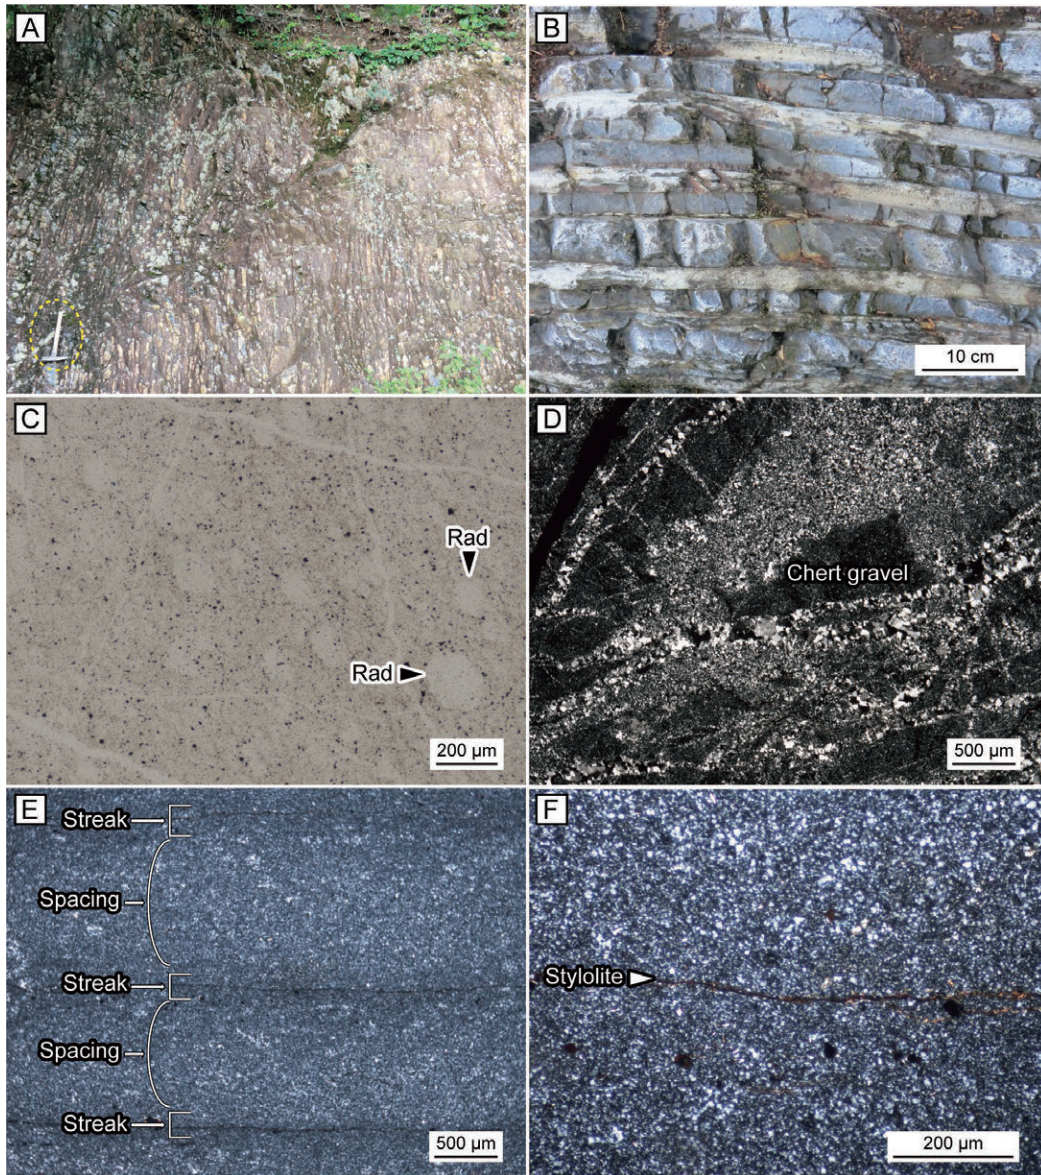 A
B
10 cm
C
Rad
Rad
200 µm
D
Chert gravel
500 µm
E
Streak
Spacing
Streak
Spacing
Streak
500 µm
F
Stylolite
200 µm